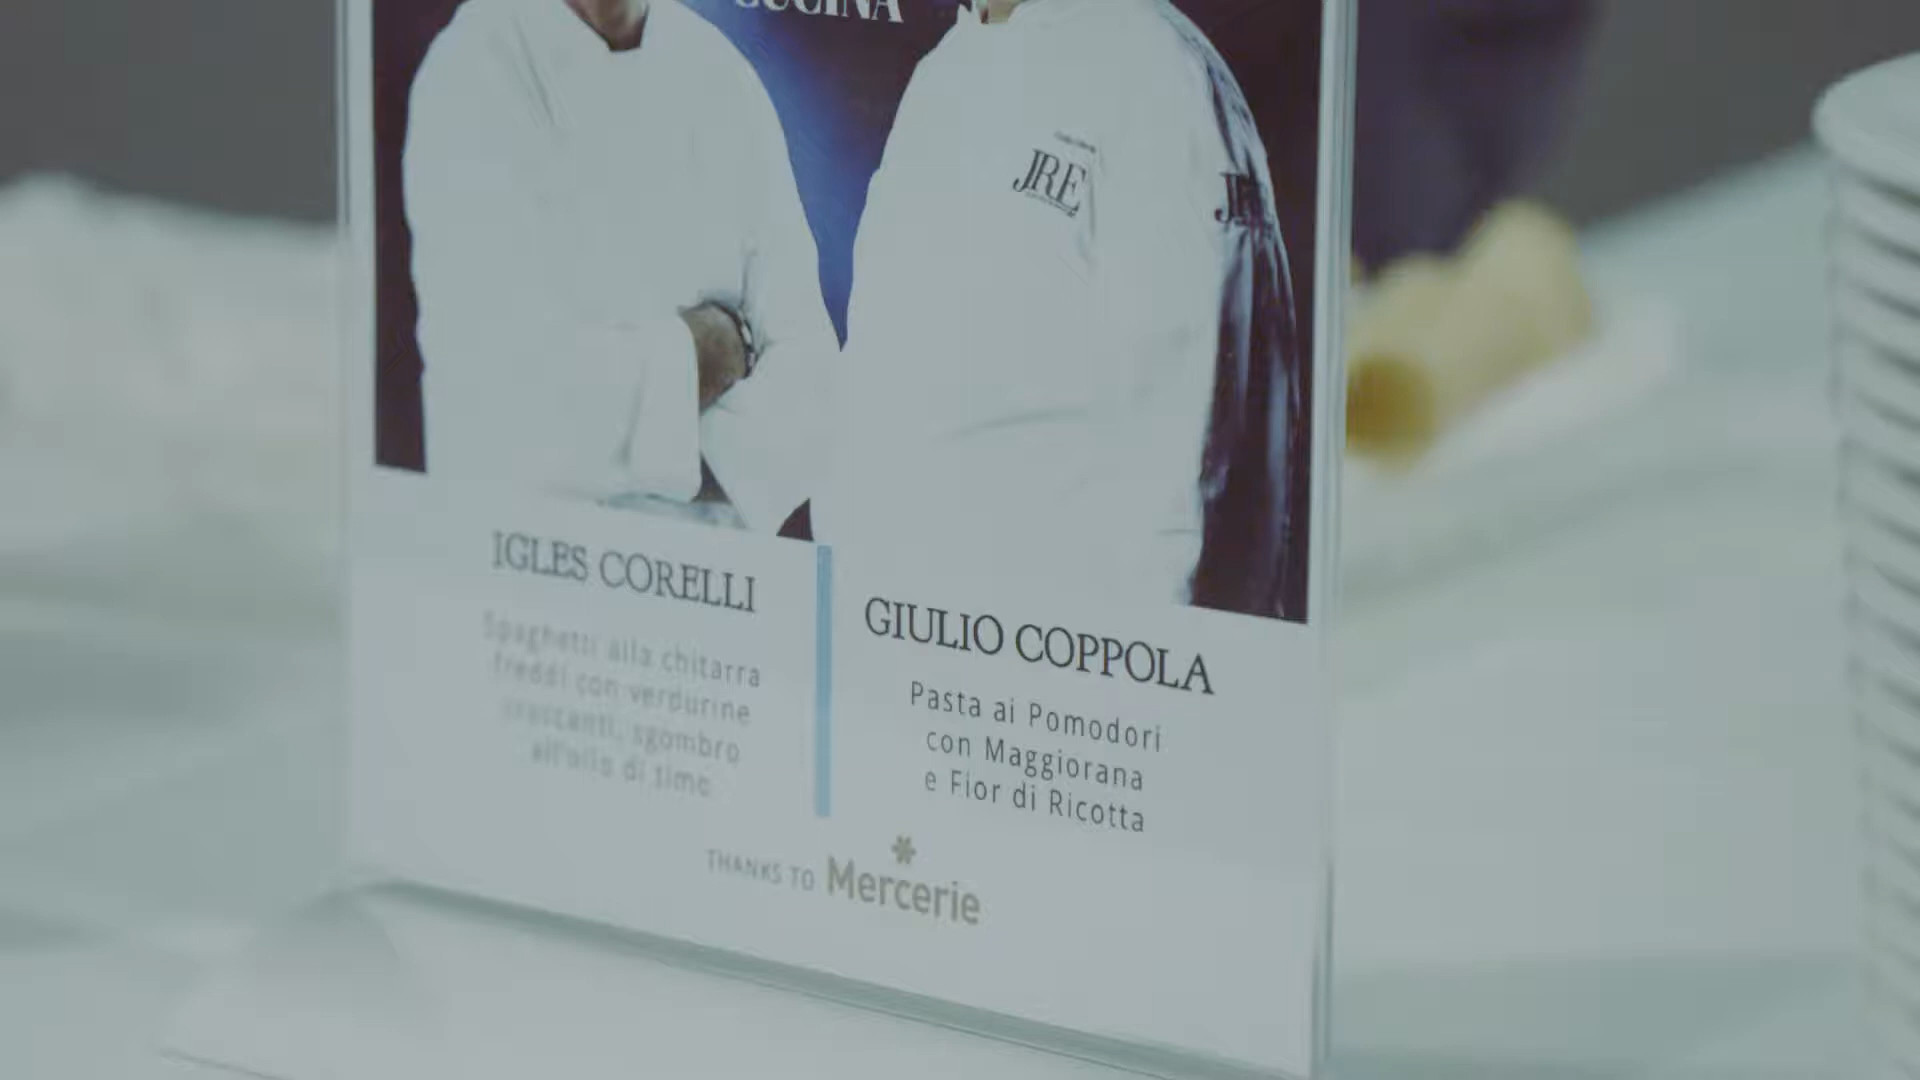 CUCINA
JRE
IGLES CORELLI
Spaghetti alla chitarra
freddi con verdurine
croccanti, sgombro
all'olio di timo
GIULIO COPPOLA
Pasta ai Pomodori
con Maggiorana
e Fior di Ricotta
THANKS TO Mercerie